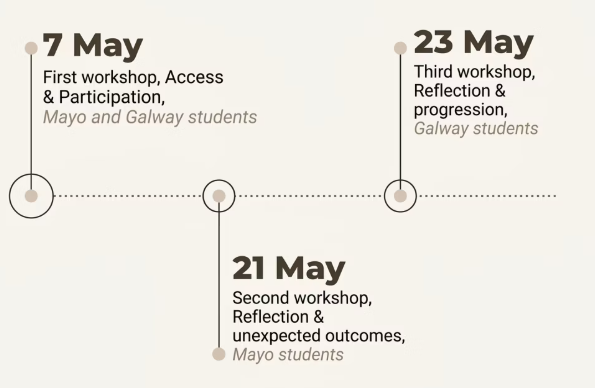 7 May
First workshop, Access
& Participation,
Mayo and Galway students
21 May
Second workshop,
Reflection &
unexpected outcomes,
Mayo students
23 May
Third workshop,
Reflection &
progression,
Galway students